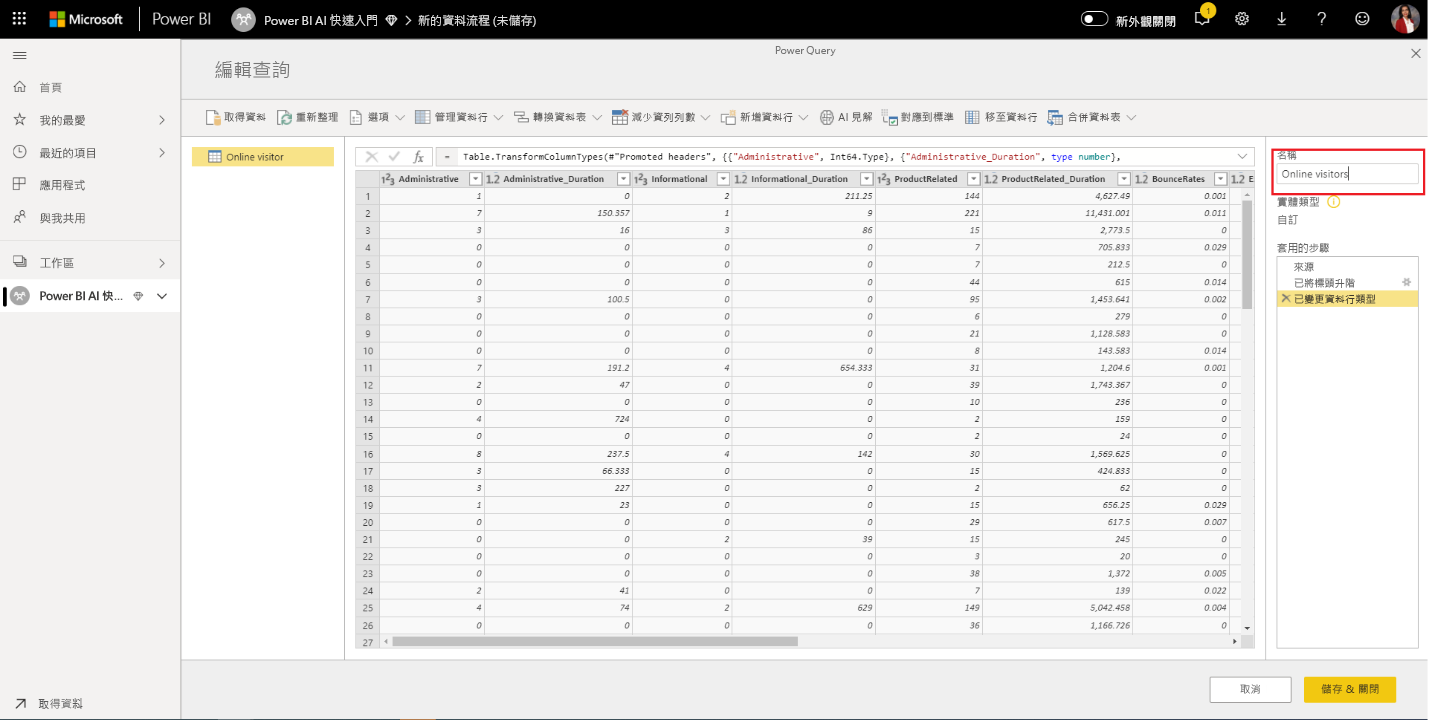 Microsoft Power BI Power BI AI 快速入門 新的資料流程 (未儲存) 新外觀關閉 1 ?
Power Query
編輯查詢
首頁
我的最愛
最近的項目
應用程式
與我共用
工作區
Power BI AI 快...
取得資料
取得資料 重新整理 選項 管理資料行 轉換資料表 減少資列列數 新增資料行 AI 見解 對應到標準 移至資料行 合併資料表
Online visitor
fx = Table.TransformColumnTypes(#"Promoted headers", {{"Administrative", Int64.Type}, {"Administrative_Duration", type number},
1²3 Administrative 1.2 Administrative_Duration 1²3 Informational 1.2 Informational_Duration 1²3 ProductRelated 1.2 ProductRelated_Duration 1.2 BounceRates 1.2 E
1 1 0 2 211.25 144 4,627.49 0.001
2 7 150.357 1 9 221 11,431.001 0.011
3 3 16 3 86 15 2,773.5 0
4 0 0 0 0 7 705.833 0.029
5 0 0 0 0 7 212.5 0
6 0 0 0 0 44 615 0.014
7 3 100.5 0 0 95 1,453.641 0.002
8 0 0 0 0 6 279 0
9 0 0 0 0 21 1,128.583 0
10 0 0 0 0 8 143.583 0.014
11 7 191.2 4 654.333 31 1,204.6 0.001
12 2 47 0 0 39 1,743.367 0
13 0 0 0 0 10 236 0
14 4 724 0 0 2 159 0
15 0 0 0 0 2 24 0
16 8 237.5 4 142 30 1,569.625 0
17 3 66.333 0 0 15 424.833 0
18 3 227 0 0 2 62 0
19 1 23 0 0 15 656.25 0.029
20 0 0 0 0 29 617.5 0.007
21 0 0 2 39 15 245 0
22 0 0 0 0 3 20 0
23 0 0 0 0 38 1,372 0.005
24 2 41 0 0 7 139 0.022
25 4 74 2 629 149 5,042.458 0.004
26 0 0 0 0 36 1,166.726 0
27
名稱
Online visitors
實體類型
自訂
套用的步驟
來源
已將標頭升階
已變更資料行類型
取消 儲存 & 關閉